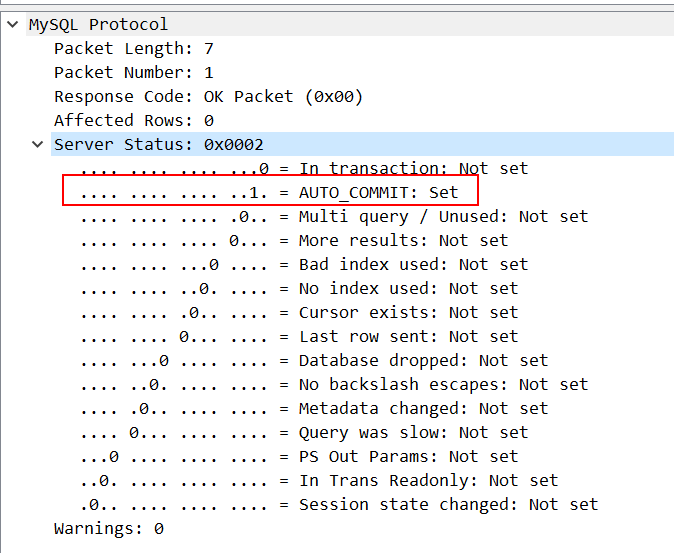 MySQL Protocol
Packet Length: 7
Packet Number: 1
Response Code: OK Packet (0x00)
Affected Rows: 0
Server Status: 0x0002
.... .... .... ...0 = In transaction: Not set
.... .... .... ..1. = AUTO_COMMIT: Set
.... .... .... .0.. = Multi query / Unused: Not set
.... .... .... 0... = More results: Not set
.... .... ...0 .... = Bad index used: Not set
.... .... ..0. .... = No index used: Not set
.... .... .0.. .... = Cursor exists: Not set
.... .... 0... .... = Last row sent: Not set
.... ...0 .... .... = Database dropped: Not set
.... ..0. .... .... = No backslash escapes: Not set
.... .0.. .... .... = Metadata changed: Not set
.... 0... .... .... = Query was slow: Not set
...0 .... .... .... = PS Out Params: Not set
..0. .... .... .... = In Trans Readonly: Not set
.0.. .... .... .... = Session state changed: Not set
Warnings: 0